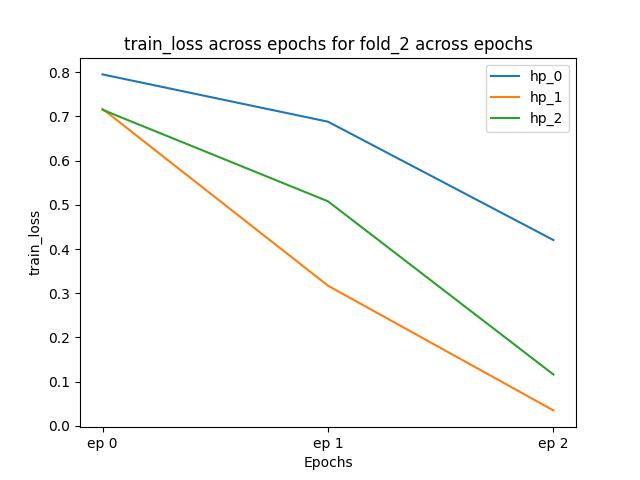 train_loss across epochs for fold_2 across epochs
hp_0
hp_1
hp_2
train_loss
0.8
0.7
0.6
0.5
0.4
0.3
0.2
0.1
0.0
ep 0
ep 1
ep 2
Epochs